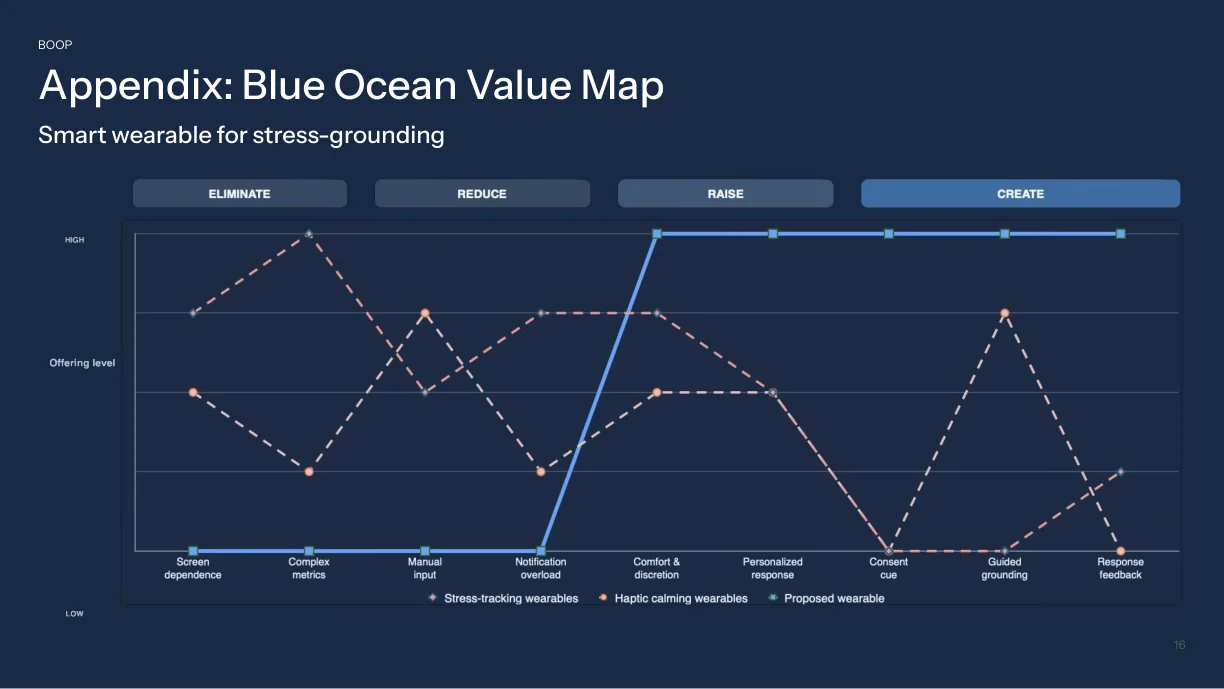 BOOP
Appendix: Blue Ocean Value Map
Smart wearable for stress-grounding
ELIMINATE
REDUCE
RAISE
CREATE
HIGH
Offering level
LOW
Screen
dependence
Complex
metrics
Manual
input
Notification
overload
Comfort &
discretion
Personalized
response
Consent
cue
Guided
grounding
Response
feedback
Stress-tracking wearables
Haptic calming wearables
Proposed wearable
16